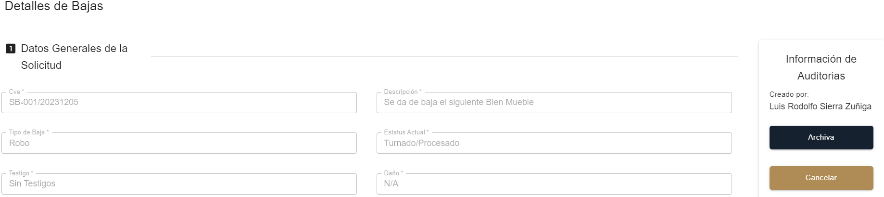 Detalles de Bajas
1 Datos Generales de la
Solicitud
Cve *
SB-001/20231205
Descripción *
Se da de baja el siguiente Bien Mueble
Tipo de Baja *
Robo
Estatus Actual *
Turnado/Procesado
Testigo *
Sin Testigos
Daño *
N/A
Información de
Auditorias
Creado por:
Luis Rodolfo Sierra Zuñiga
Archiva
Cancelar